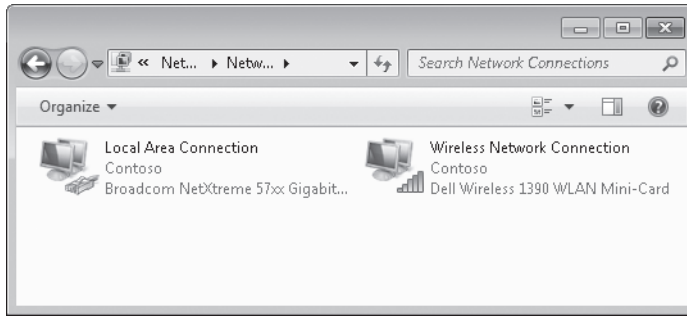 « Net... ▸ Netw... ▸
Search Network Connections
Organize ▾
Local Area Connection
Contoso
Broadcom NetXtreme 57xx Gigabit...
Wireless Network Connection
Contoso
Dell Wireless 1390 WLAN Mini-Card